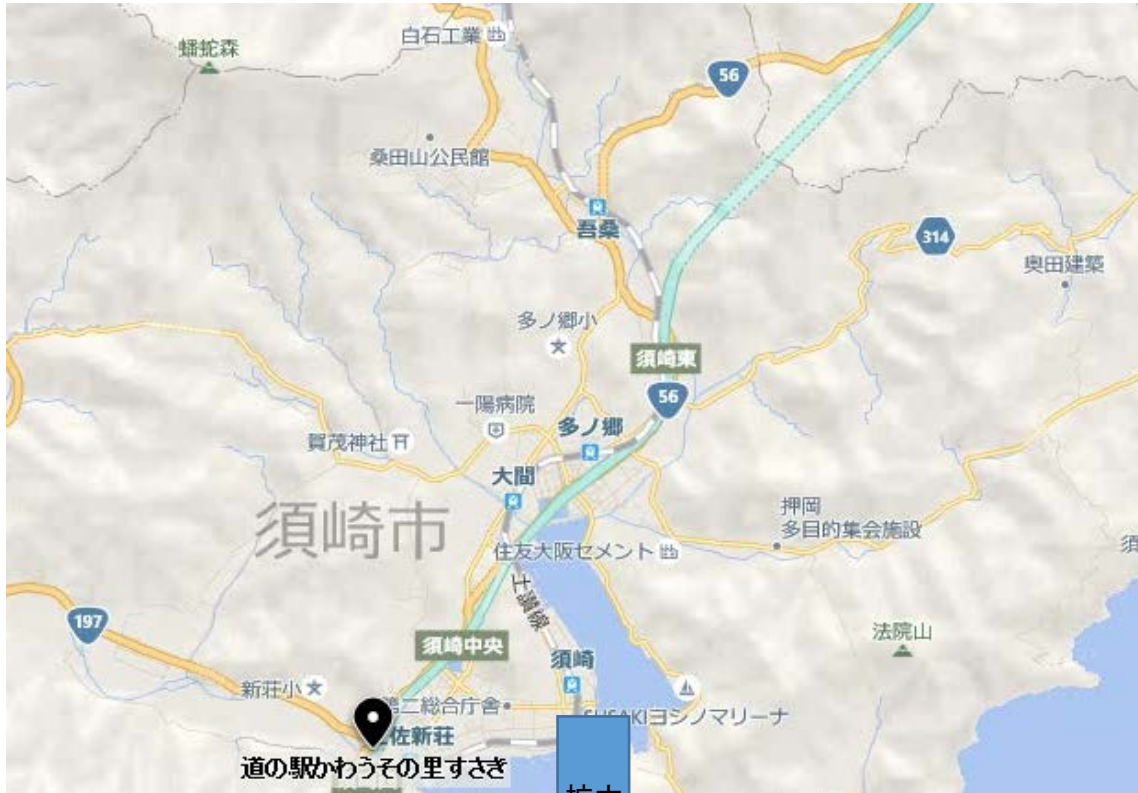 白石工業
蟠蛇森
56
桑田山公民館
吾桑
314
奥田建築
多ノ郷小
須崎東
56
一陽病院
多ノ郷
賀茂神社
大間
須崎市
押岡
多目的集会施設
須
住友大阪セメント
土讃線
197
法院山
須崎中央
須崎
新荘小
第二総合庁舎
SUSAKIヨシノマリーナ
佐新荘
道の駅かわうその里すさき
拡大